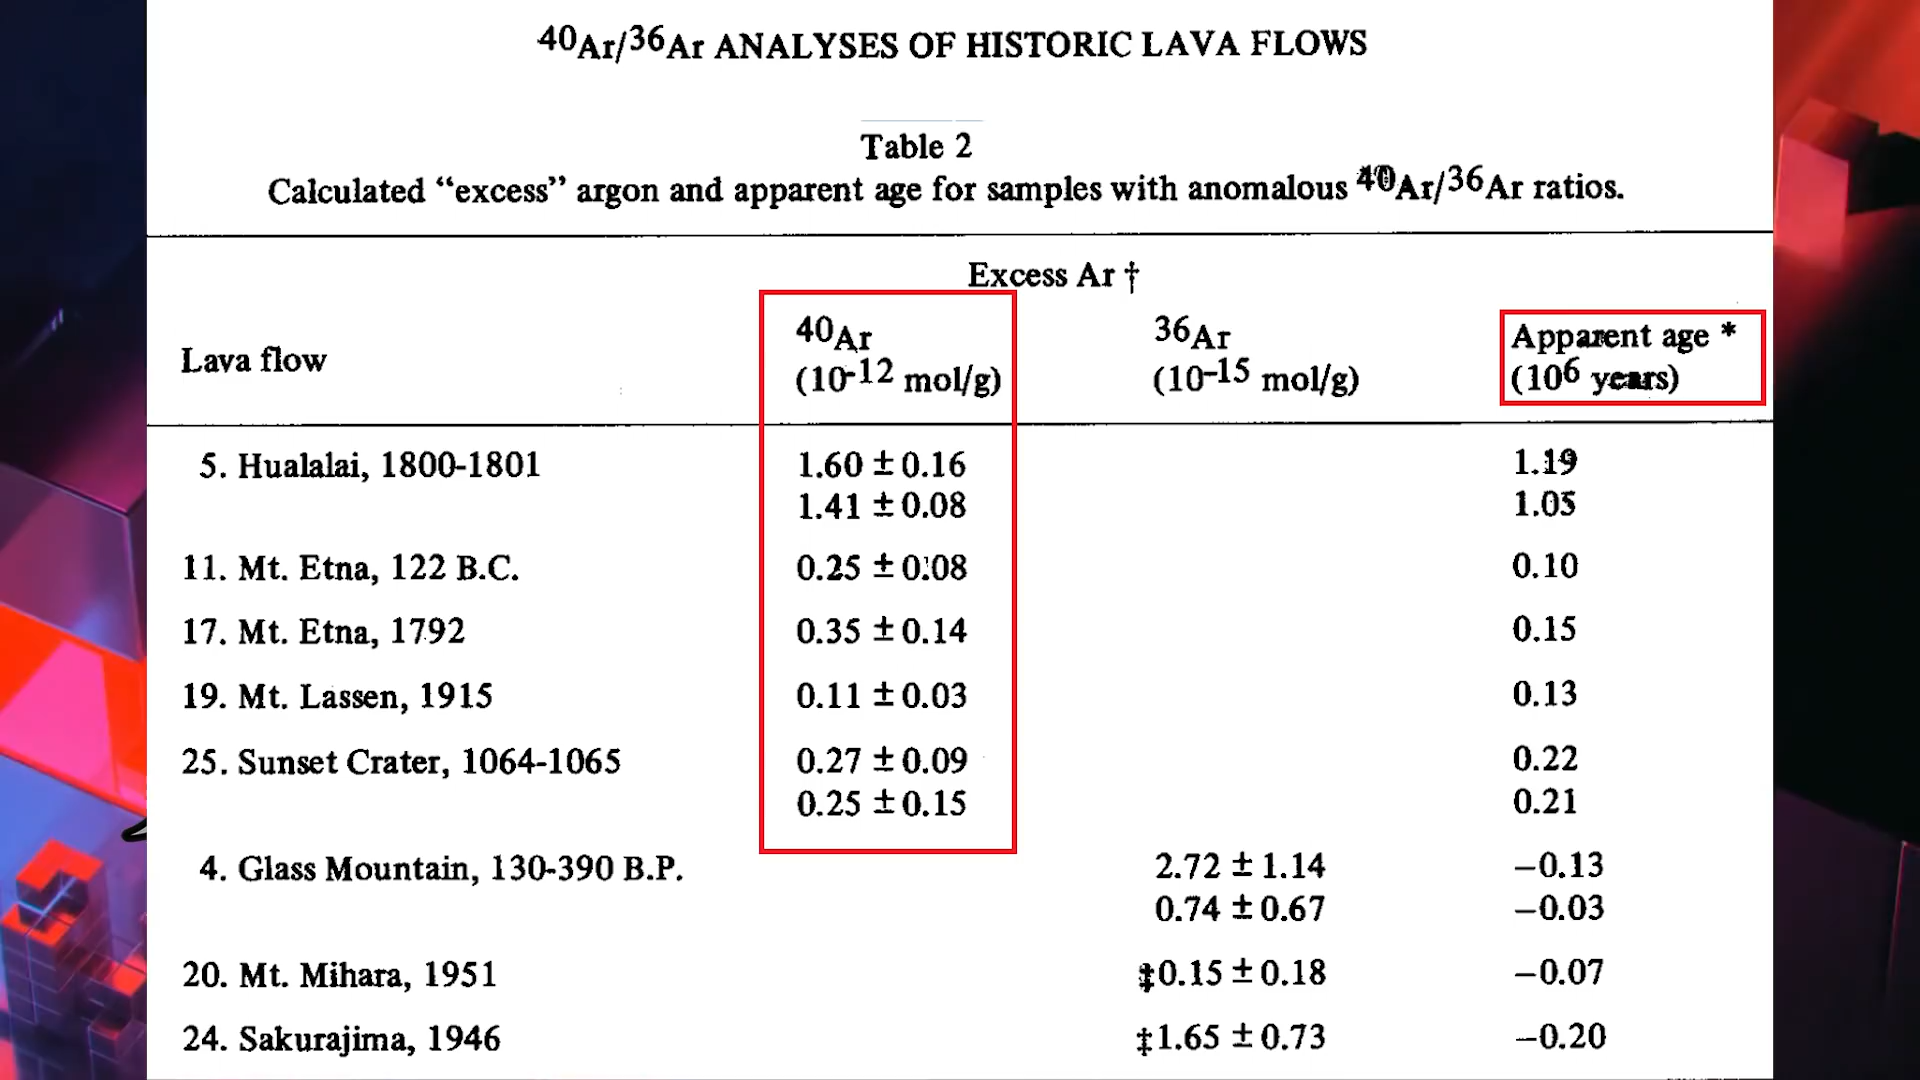 40Ar/36Ar ANALYSES OF HISTORIC LAVA FLOWS
Table 2
Calculated “excess” argon and apparent age for samples with anomalous 40Ar/36Ar ratios.
Excess Ar †
Lava flow 40Ar (10-12 mol/g) 36Ar (10-15 mol/g) Apparent age * (106 years)
5. Hualalai, 1800-1801 1.60 ± 0.16 1.19
1.41 ± 0.08 1.05
11. Mt. Etna, 122 B.C. 0.25 ± 0.08 0.10
17. Mt. Etna, 1792 0.35 ± 0.14 0.15
19. Mt. Lassen, 1915 0.11 ± 0.03 0.13
25. Sunset Crater, 1064-1065 0.27 ± 0.09 0.22
0.25 ± 0.15 0.21
4. Glass Mountain, 130-390 B.P. 2.72 ± 1.14 −0.13
0.74 ± 0.67 −0.03
20. Mt. Mihara, 1951 ‡0.15 ± 0.18 −0.07
24. Sakurajima, 1946 ‡1.65 ± 0.73 −0.20